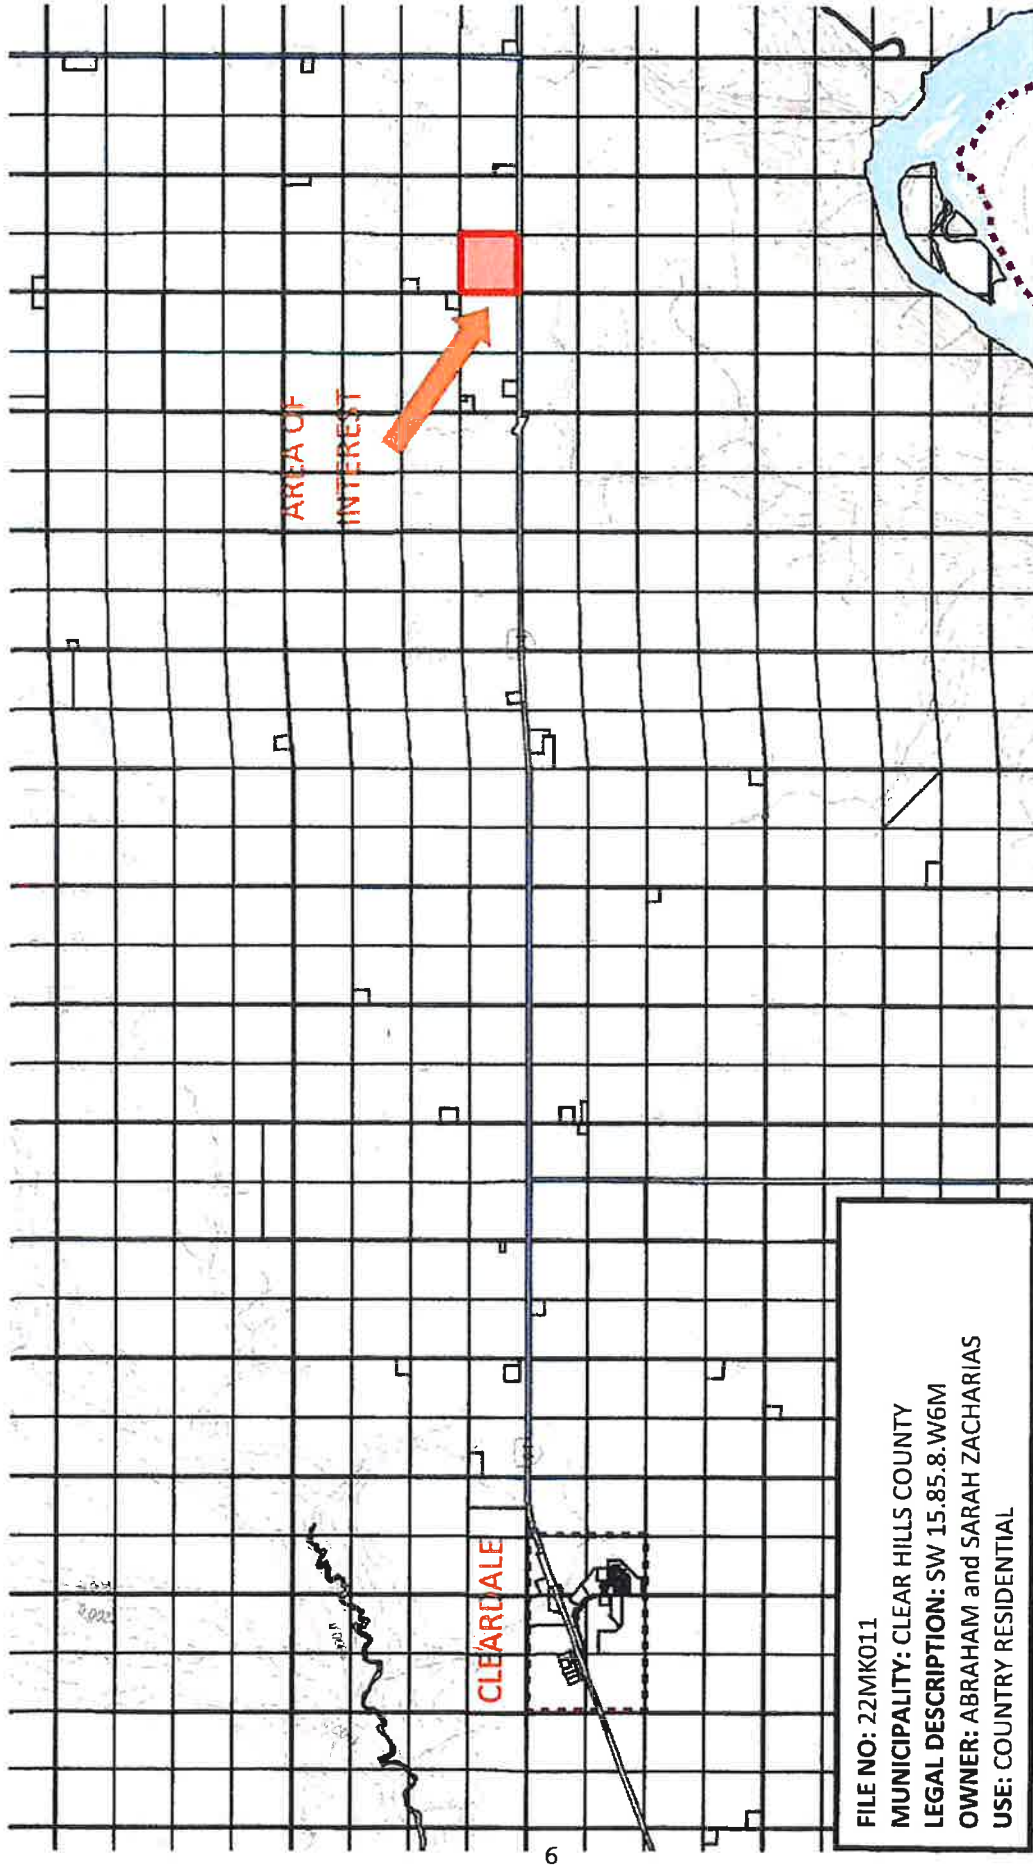 AREA OF
INTEREST
CLEARDALE
FILE NO: 22MK011
MUNICIPALITY: CLEAR HILLS COUNTY
LEGAL DESCRIPTION: SW 15.85.8.W6M
OWNER: ABRAHAM and SARAH ZACHARIAS
USE: COUNTRY RESIDENTIAL
6